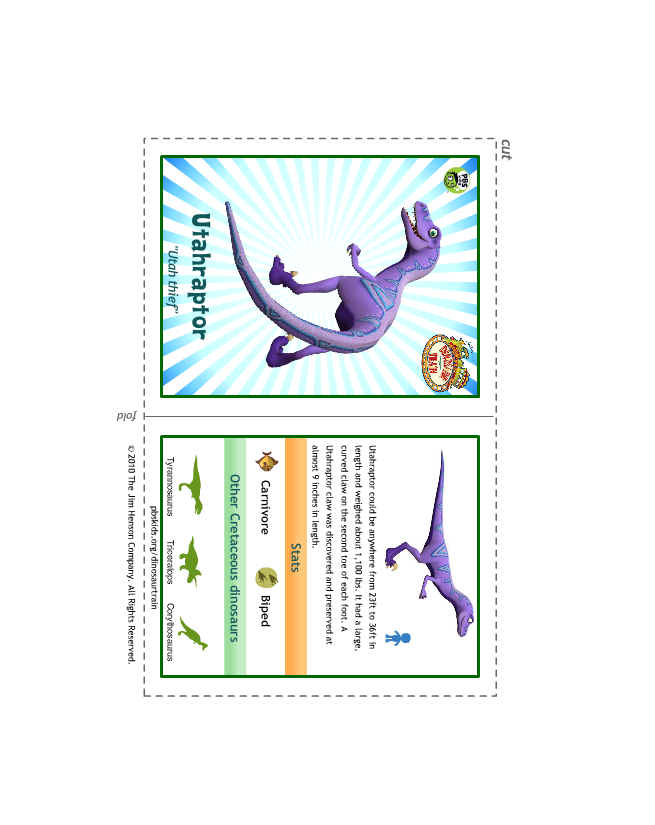 cut
PBS
KIDS
DINOSAUR
TRAIN
Utahraptor
"Utah thief"
fold
Utahraptor could be anywhere from 23ft to 36ft in
length and weighed about 1,100 lbs. It had a large,
curved claw on the second toe of each foot. A
Utahraptor claw was discovered and preserved at
almost 9 inches in length.
Stats
Carnivore
Biped
Other Cretaceous dinosaurs
Tyrannosaurus
Triceratops
Corythosaurus
pbskids.org/dinosaurtrain
© 2010 The Jim Henson Company. All Rights Reserved.